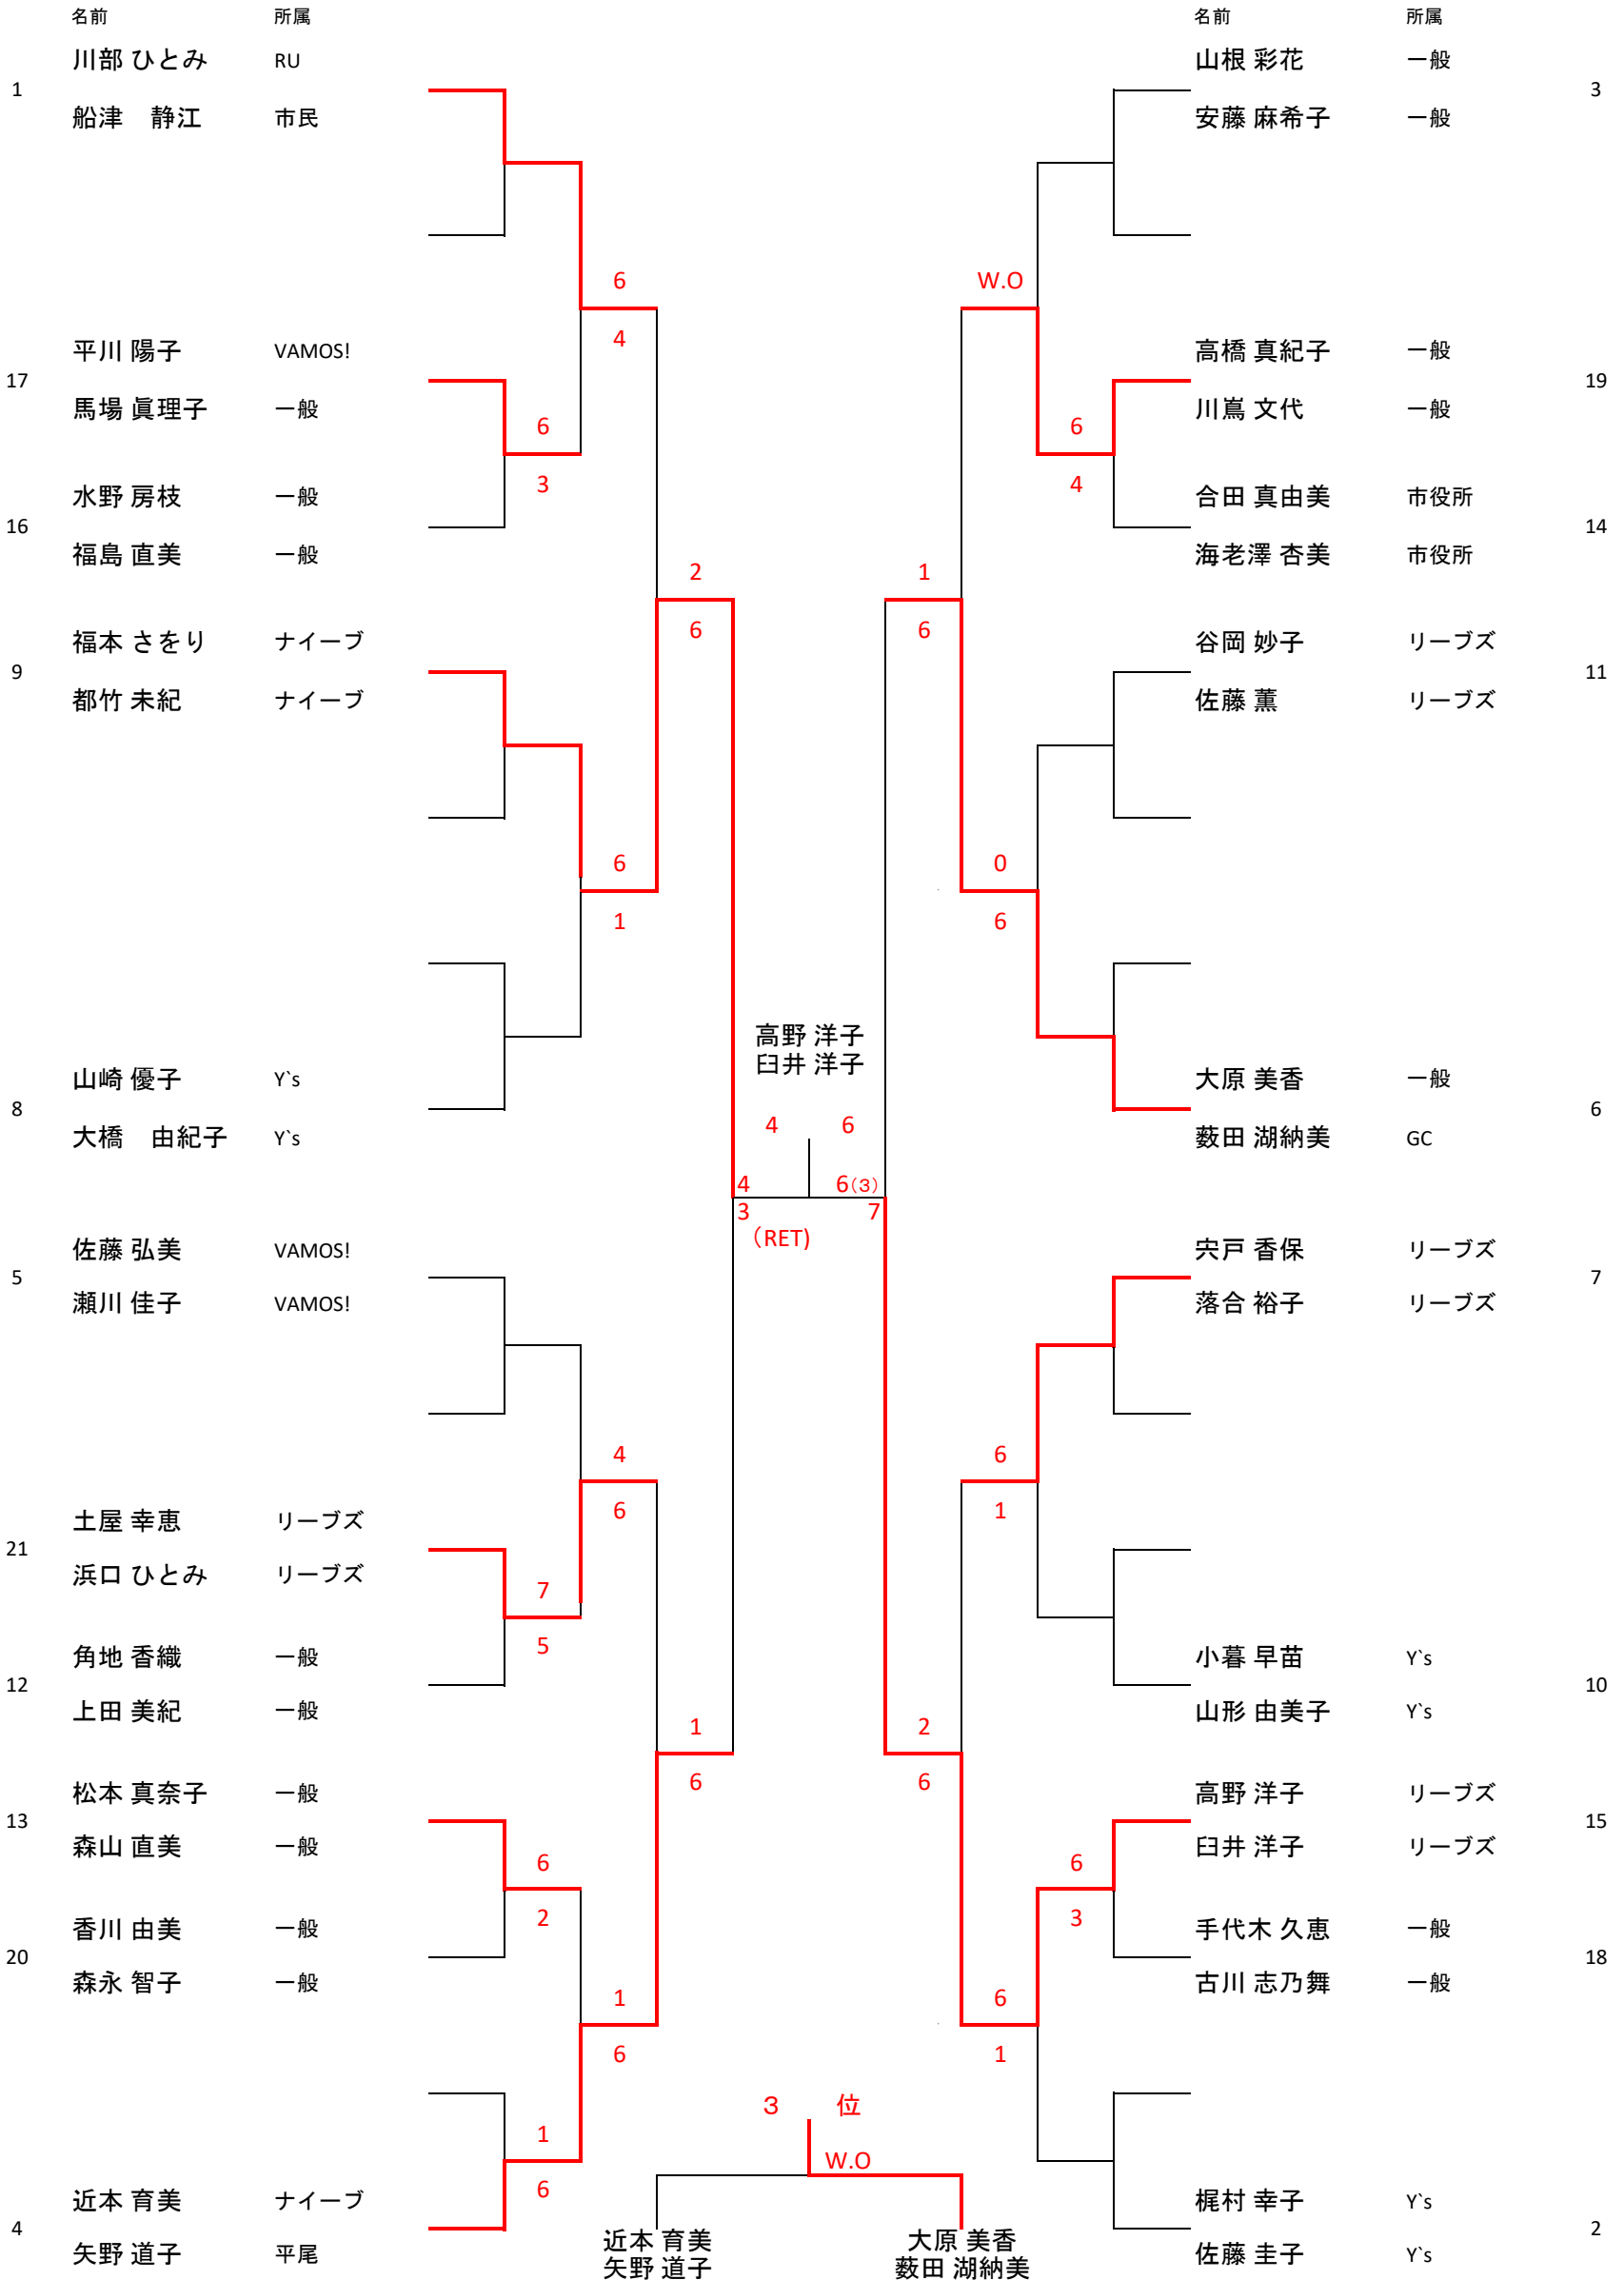 名前 所属
川部 ひとみ RU
1
船津　静江 市民
6
4
平川 陽子 VAMOS!
17
馬場 眞理子 一般
6
3
水野 房枝 一般
16
福島 直美 一般
2
6
福本 さをり ナイーブ
9
都竹 未紀 ナイーブ
6
1
山崎 優子 Y`s
8
大橋　由紀子 Y`s
佐藤 弘美 VAMOS!
5
瀬川 佳子 VAMOS!
4
6
土屋 幸恵 リーブズ
21
浜口 ひとみ リーブズ
7
5
角地 香織 一般
12
上田 美紀 一般
1
6
松本 真奈子 一般
13
森山 直美 一般
6
2
香川 由美 一般
20
森永 智子 一般
1
6
1
6
近本 育美 ナイーブ
4
矢野 道子 平尾
高野 洋子
臼井 洋子
4 6
4 6(3)
3 7
（RET)
名前 所属
山根 彩花 一般
3
安藤 麻希子 一般
W.O
高橋 真紀子 一般
19
川嶌 文代 一般
6
4
合田 真由美 市役所
14
海老澤 杏美 市役所
1
6
谷岡 妙子 リーブズ
11
佐藤 薫 リーブズ
0
6
大原 美香 一般
6
薮田 湖納美 GC
宍戸 香保 リーブズ
7
落合 裕子 リーブズ
6
1
小暮 早苗 Y`s
10
山形 由美子 Y`s
2
6
高野 洋子 リーブズ
15
臼井 洋子 リーブズ
6
3
手代木 久恵 一般
18
古川 志乃舞 一般
6
1
梶村 幸子 Y`s
2
佐藤 圭子 Y`s
３　位
W.O
近本 育美 大原 美香
矢野 道子 薮田 湖納美